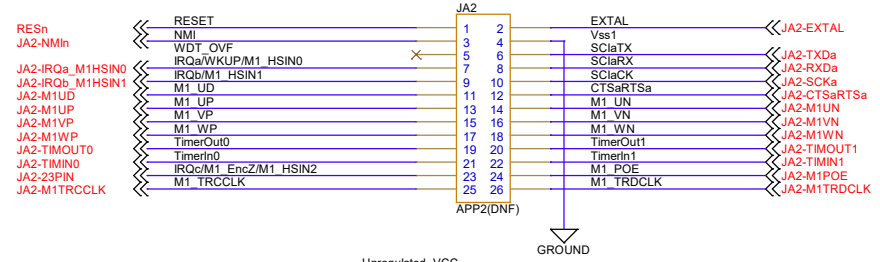 JA2
RESn RESET 1 2 EXTAL JA2-EXTAL
JA2-NMIn NMI 3 4 Vss1
WDT_OVF 5 6 SCIaTX JA2-TXDa
JA2-IRQa_M1HSIN0 IRQa/WKUP/M1_HSIN0 7 8 SCIaRX JA2-RXDa
JA2-IRQb_M1HSIN1 IRQb/M1_HSIN1 9 10 SCIaCK JA2-SCKa
JA2-M1UD M1_UD 11 12 CTSaRTSa JA2-CTSaRTSa
JA2-M1UP M1_UP 13 14 M1_UN JA2-M1UN
JA2-M1VP M1_VP 15 16 M1_VN JA2-M1VN
JA2-M1WP M1_WP 17 18 M1_WN JA2-M1WN
JA2-TIMOUT0 TimerOut0 19 20 TimerOut1 JA2-TIMOUT1
JA2-TIMIN0 TimerIn0 21 22 TimerIn1 JA2-TIMIN1
JA2-23PIN IRQc/M1_EncZ/M1_HSIN2 23 24 M1_POE JA2-M1POE
JA2-M1TRCCLK M1_TRCCLK 25 26 M1_TRDCLK JA2-M1TRDCLK
APP2(DNF)
GROUND